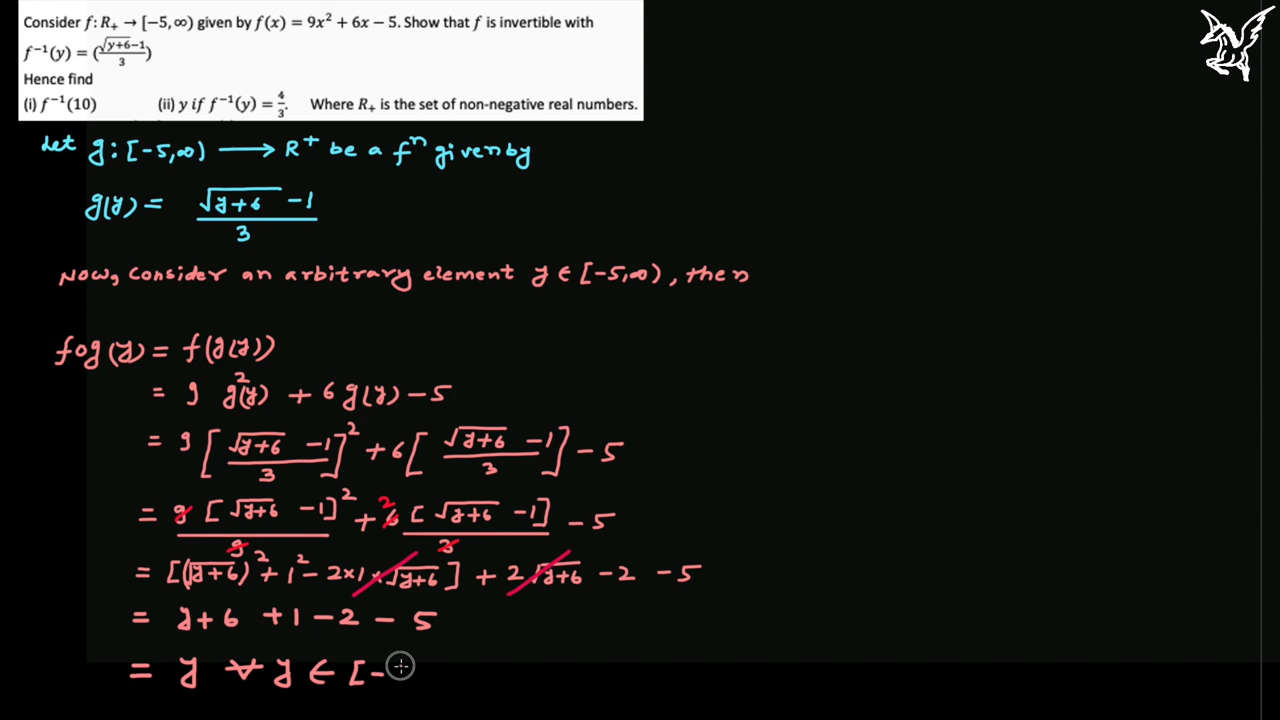 Consider f: R₊ → [−5, ∞) given by f(x) = 9x² + 6x − 5. Show that f is invertible with
f⁻¹(y) = (√(y+6)−1 / 3)
Hence find
(i) f⁻¹(10) (ii) y if f⁻¹(y) = 4/3. Where R₊ is the set of non-negative real numbers.
Let g : [-5,∞) ⟶ R⁺ be a fⁿ given by
g(y) = (√(y+6) - 1) / 3
Now, consider an arbitrary element y ∈ [-5,∞), then
fog(y) = f(g(y))
= 9 g²(y) + 6 g(y) - 5
= 9 [(√(y+6) - 1) / 3]² + 6 [(√(y+6) - 1) / 3] - 5
= 9 [√(y+6) - 1]² / 9 + 6 2 [√(y+6) - 1] / 3 - 5
= [(√(y+6))² + 1² - 2×1×√(y+6)] + 2√(y+6) - 2 - 5
= y + 6 + 1 - 2 - 5
= y ∀ y ∈ [-